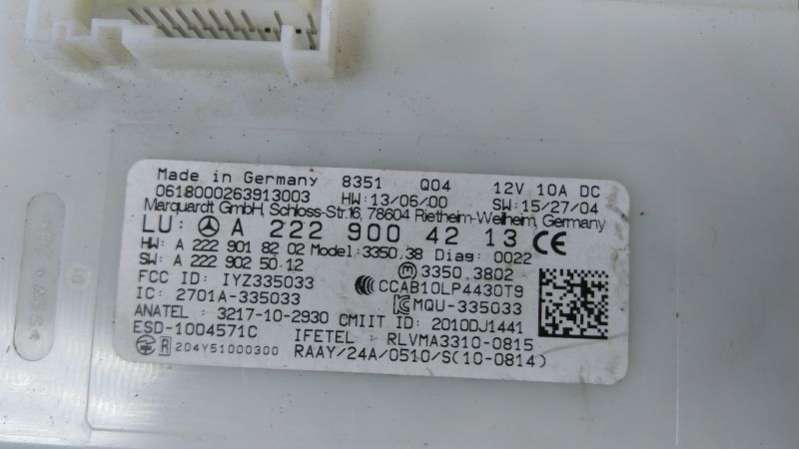 Made in Germany 8351 Q04 12V 10A DC
0618000263913003 HW:13/06/00 SW:15/27/04
Marquardt GmbH, Schloss-Str.16, 78604 Rietheim-Weilheim, Germany
LU: A 222 900 42 13 CE
HW: A 222 901 82 02 Model: 3350.38 Diag: 0022
SW: A 222 902 50 12 M 3350.3802
FCC ID: IYZ335033 CCAB10LP4430T9
IC: 2701A-335033 MQU-335033
ANATEL : 3217-10-2930 CMIIT ID: 2010DJ1441
ESD-1004571C IFETEL: RLVMA3310-0815
R 204Y51000300 RAAY/24A/0510/S(10-0814)